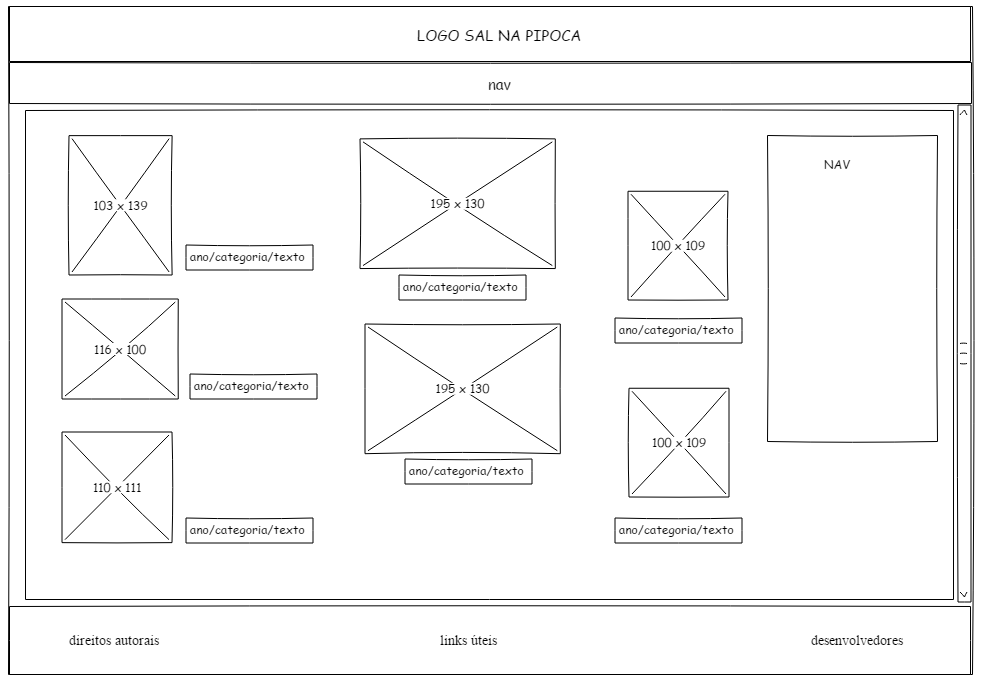 LOGO SAL NA PIPOCA
nav
103 x 139
ano/categoria/texto
116 x 100
ano/categoria/texto
110 x 111
ano/categoria/texto
195 x 130
ano/categoria/texto
195 x 130
ano/categoria/texto
100 x 109
ano/categoria/texto
100 x 109
ano/categoria/texto
NAV
direitos autorais
links úteis
desenvolvedores